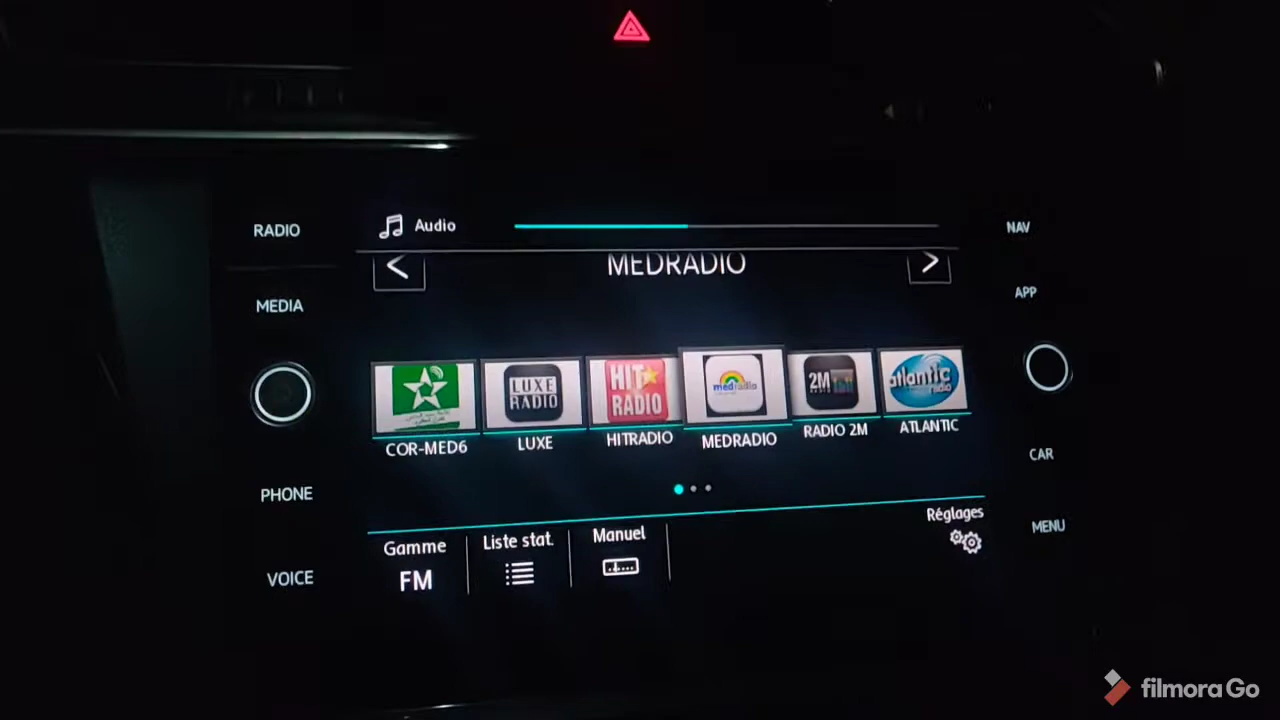 RADIO
Audio
NAV
MEDIA
MEDRADIO
APP
LUXE
RADIO
HIT
RADIO
medradio
2M
atlantic
radio
COR-MED6
LUXE
HITRADIO
MEDRADIO
RADIO 2M
ATLANTIC
CAR
PHONE
MENU
VOICE
Gamme
FM
Liste stat.
Manuel
Réglages
filmoraGo